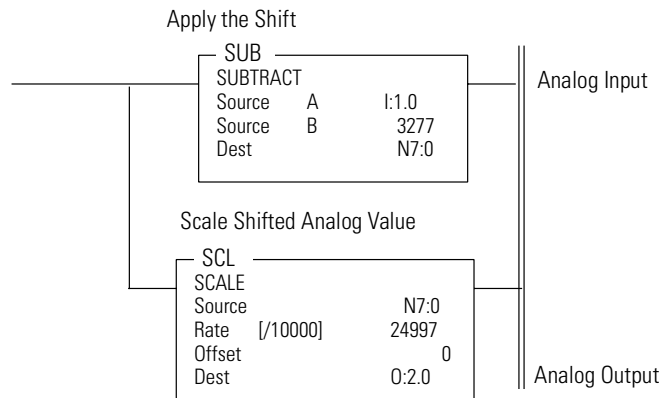 Apply the Shift
SUB
SUBTRACT
Source A I:1.0
Source B 3277
Dest N7:0
Analog Input
Scale Shifted Analog Value
SCL
SCALE
Source N7:0
Rate [/10000] 24997
Offset 0
Dest O:2.0
Analog Output